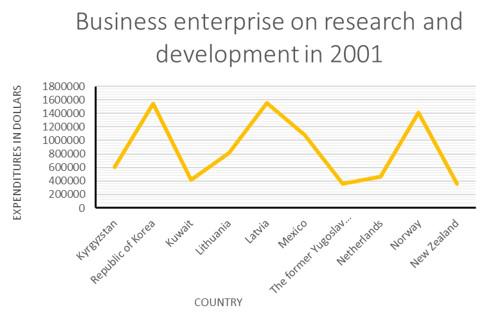 Business enterprise on research and
development in 2001
EXPENDITURES IN DOLLARS
1800000
1600000
1400000
1200000
1000000
800000
600000
400000
200000
0
Kyrgyzstan
Republic of Korea
Kuwait
Lithuania
Latvia
Mexico
The former Yugoslav...
Netherlands
Norway
New Zealand
COUNTRY